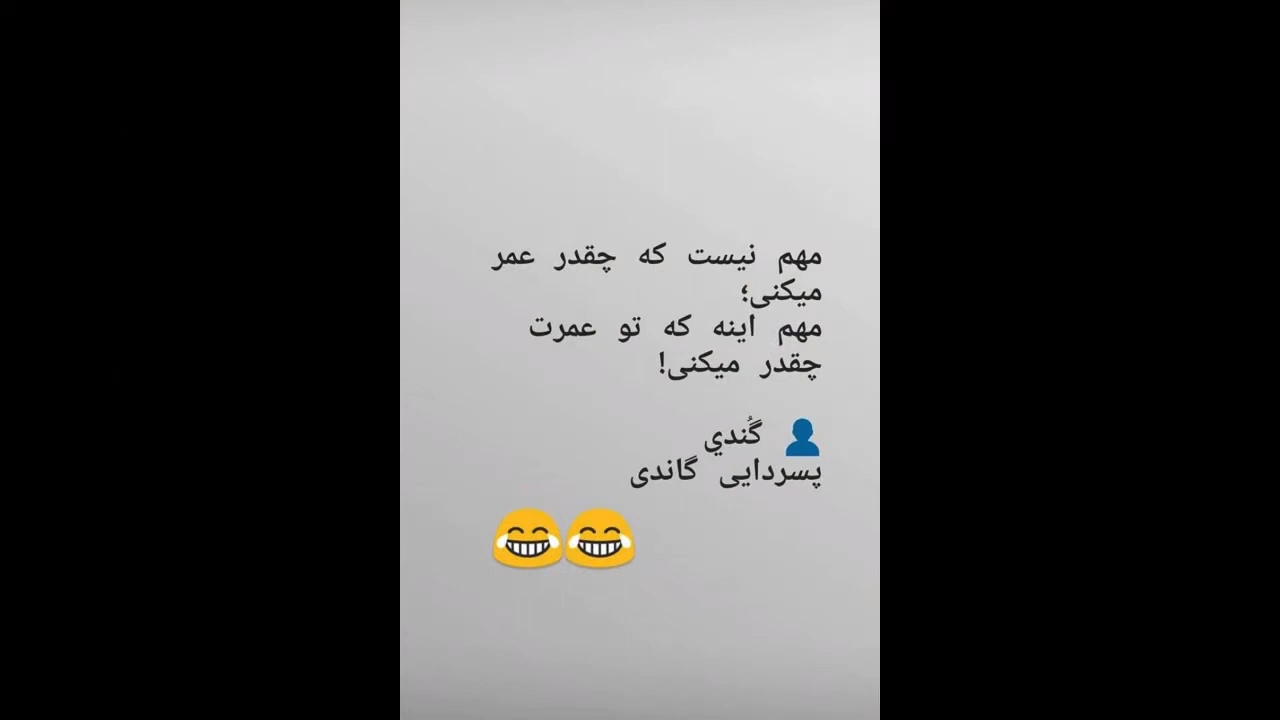 مهم نیست که چقدر عمر
میکنی؛
مهم اینه که تو عمرت
چقدر میکنی!
👤 گُندي
پسردایی گاندی
😂😂